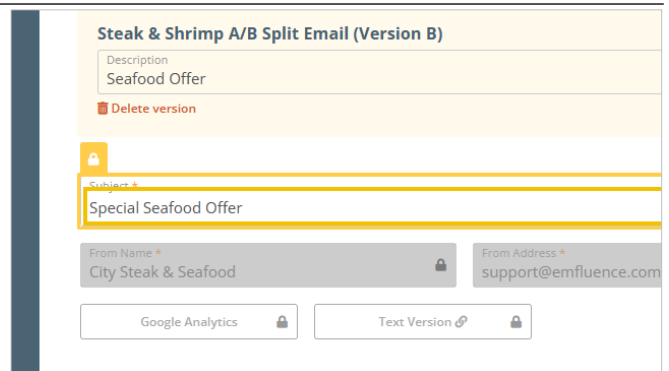 Steak & Shrimp A/B Split Email (Version B)
Description
Seafood Offer
Delete version
Subject *
Special Seafood Offer
From Name *
City Steak & Seafood
From Address *
support@emfluence.com
Google Analytics
Text Version